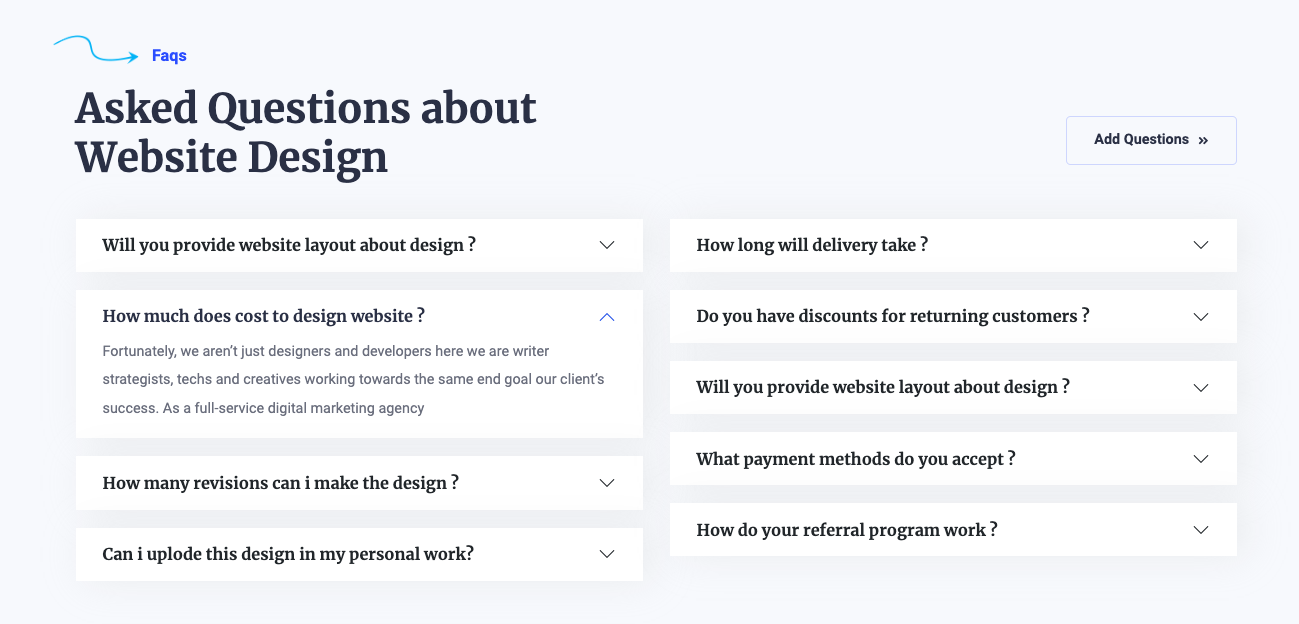 Faqs
Asked Questions about
Website Design
Add Questions »
Will you provide website layout about design ?
How much does cost to design website ?
Fortunately, we aren’t just designers and developers here we are writer
strategists, techs and creatives working towards the same end goal our client’s
success. As a full-service digital marketing agency
How many revisions can i make the design ?
Can i uplode this design in my personal work?
How long will delivery take ?
Do you have discounts for returning customers ?
Will you provide website layout about design ?
What payment methods do you accept ?
How do your referral program work ?